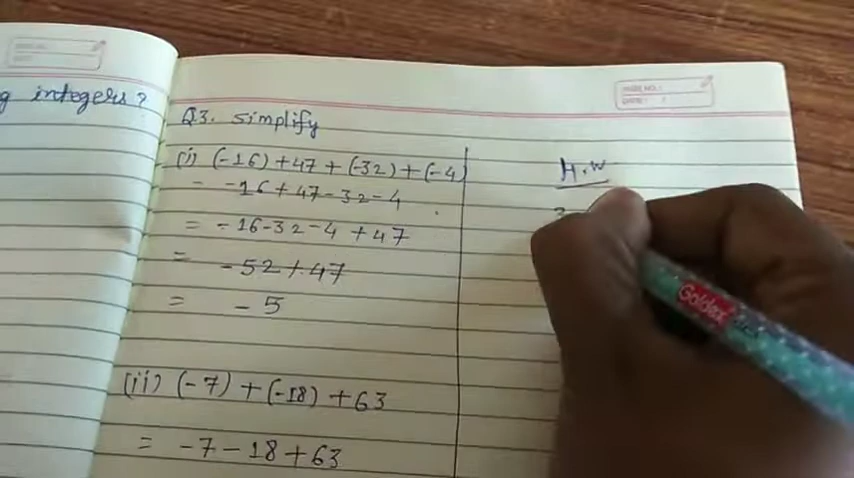 g integers?
Q3. simplify
(i) (-16) + 47 + (-32) + (-4)
- -16 + 47 - 32 - 4
= -16-32-4 + 47
= -52 + 47
= -5
(ii) (-7) + (-18) + 63
= -7 - 18 + 63
H.W
Goldex